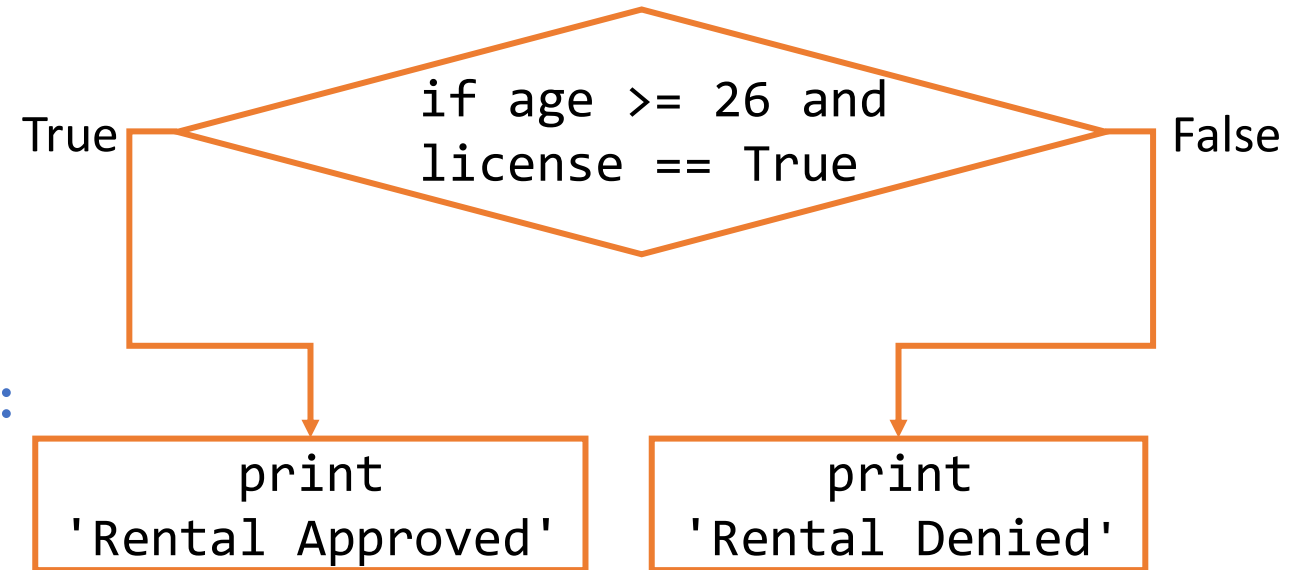 if age >= 26 and
license == True
True
False
:
print
'Rental Approved'
print
'Rental Denied'